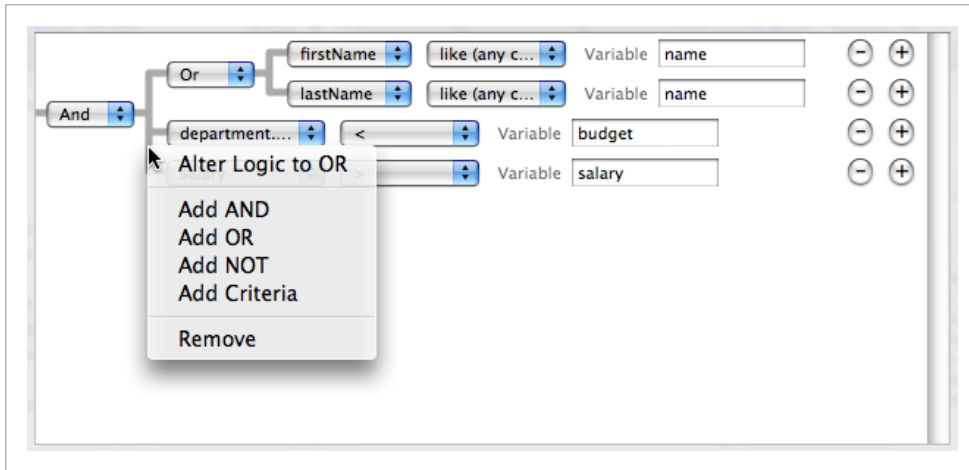 firstName like (any c... Variable name
Or
lastName like (any c... Variable name
And
department.... < Variable budget
salary > Variable salary
Alter Logic to OR
Add AND
Add OR
Add NOT
Add Criteria
Remove